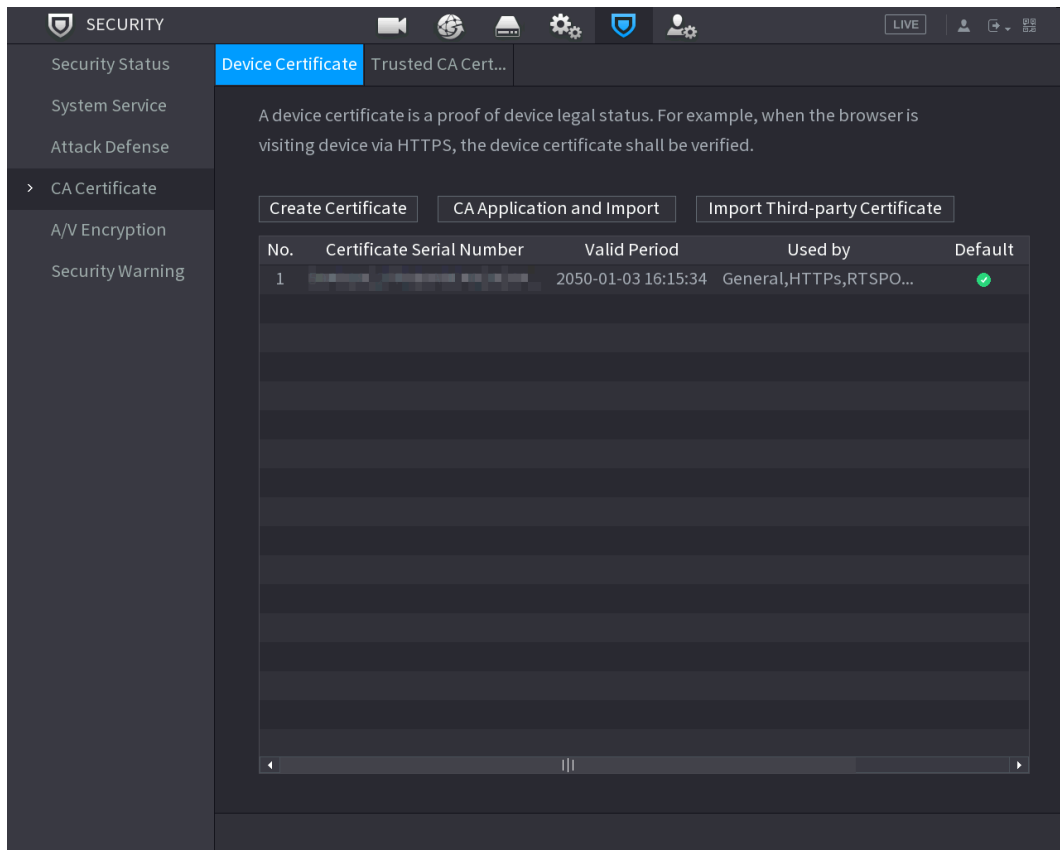 SECURITY
LIVE
Security Status
System Service
Attack Defense
CA Certificate
A/V Encryption
Security Warning
Device Certificate Trusted CA Cert...
A device certificate is a proof of device legal status. For example, when the browser is
visiting device via HTTPS, the device certificate shall be verified.
Create Certificate CA Application and Import Import Third-party Certificate
No. Certificate Serial Number Valid Period Used by Default
1 2050-01-03 16:15:34 General,HTTPs,RTSPO...